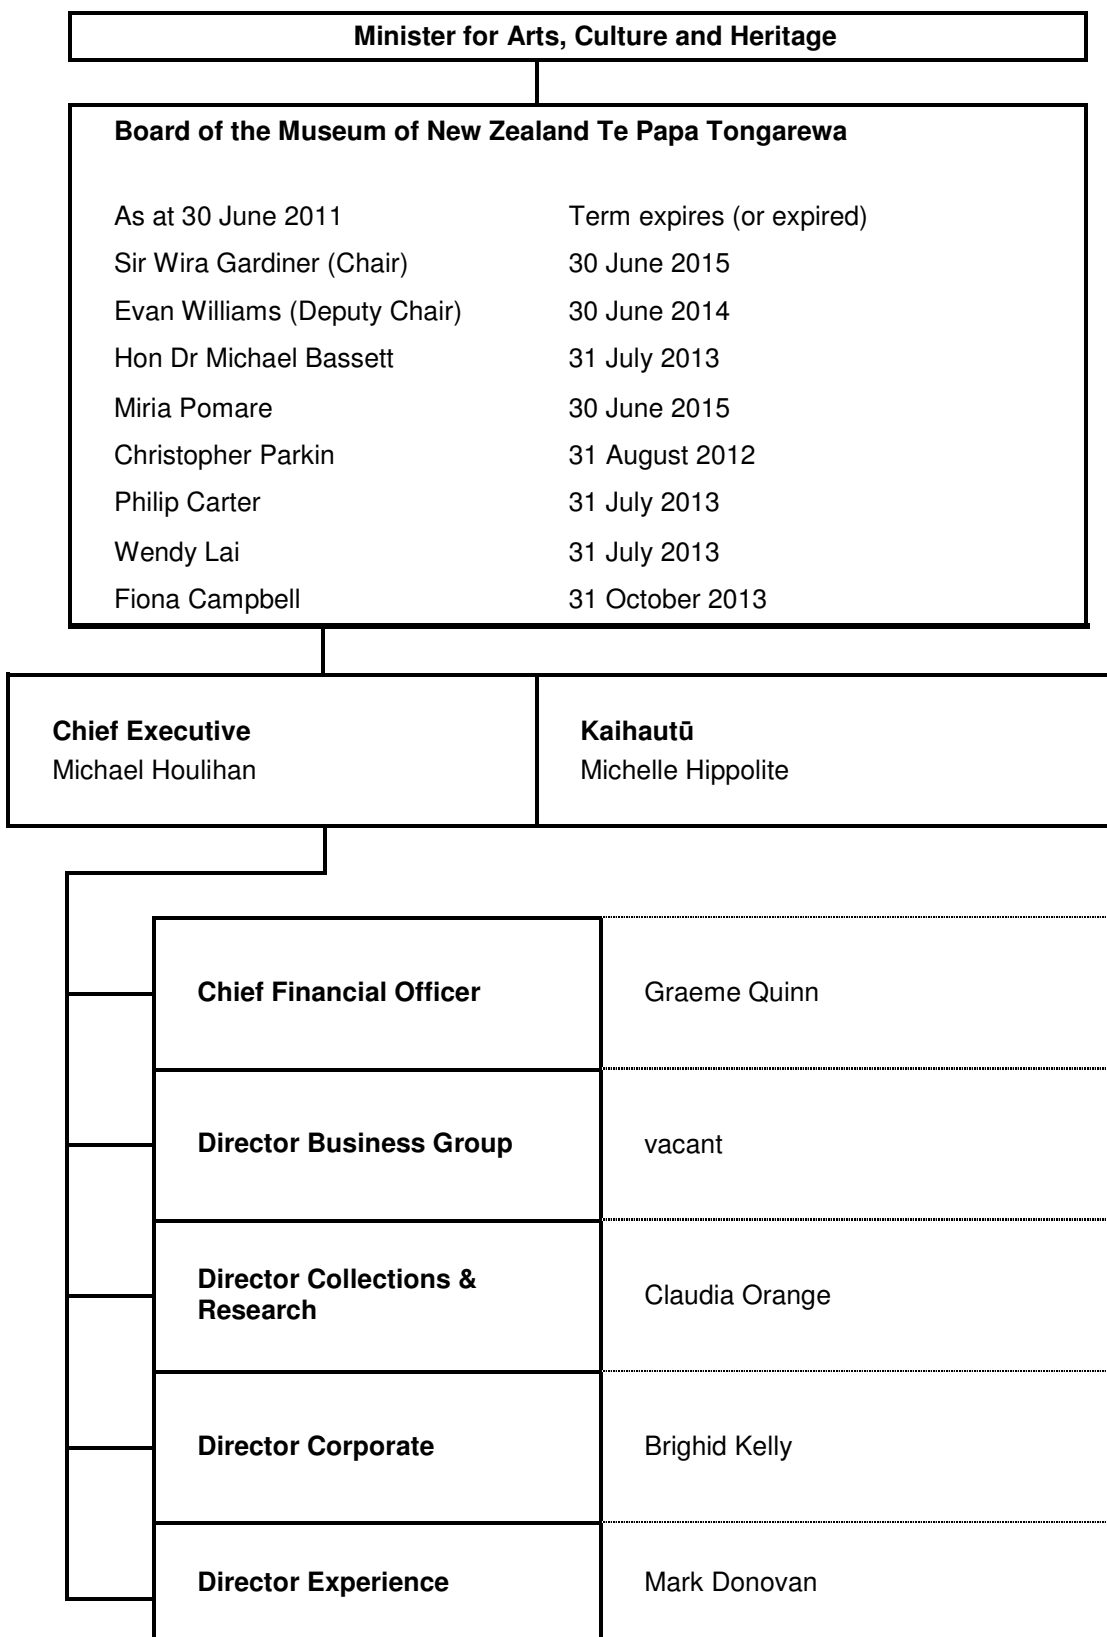 Minister for Arts, Culture and Heritage
Board of the Museum of New Zealand Te Papa Tongarewa
As at 30 June 2011 Term expires (or expired)
Sir Wira Gardiner (Chair) 30 June 2015
Evan Williams (Deputy Chair) 30 June 2014
Hon Dr Michael Bassett 31 July 2013
Miria Pomare 30 June 2015
Christopher Parkin 31 August 2012
Philip Carter 31 July 2013
Wendy Lai 31 July 2013
Fiona Campbell 31 October 2013
Chief Executive
Michael Houlihan
Kaihautū
Michelle Hippolite
Chief Financial Officer Graeme Quinn
Director Business Group vacant
Director Collections &
Research
Claudia Orange
Director Corporate Brighid Kelly
Director Experience Mark Donovan